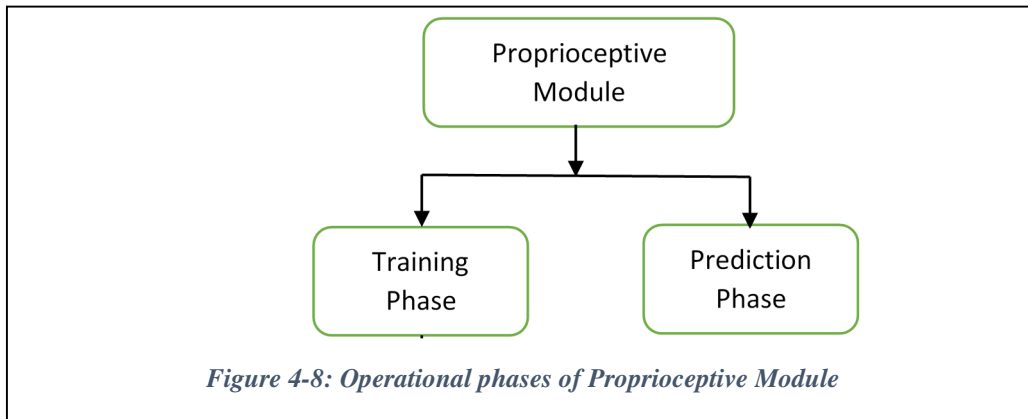 Proprioceptive
Module
Training
Phase
Prediction
Phase
Figure 4-8: Operational phases of Proprioceptive Module